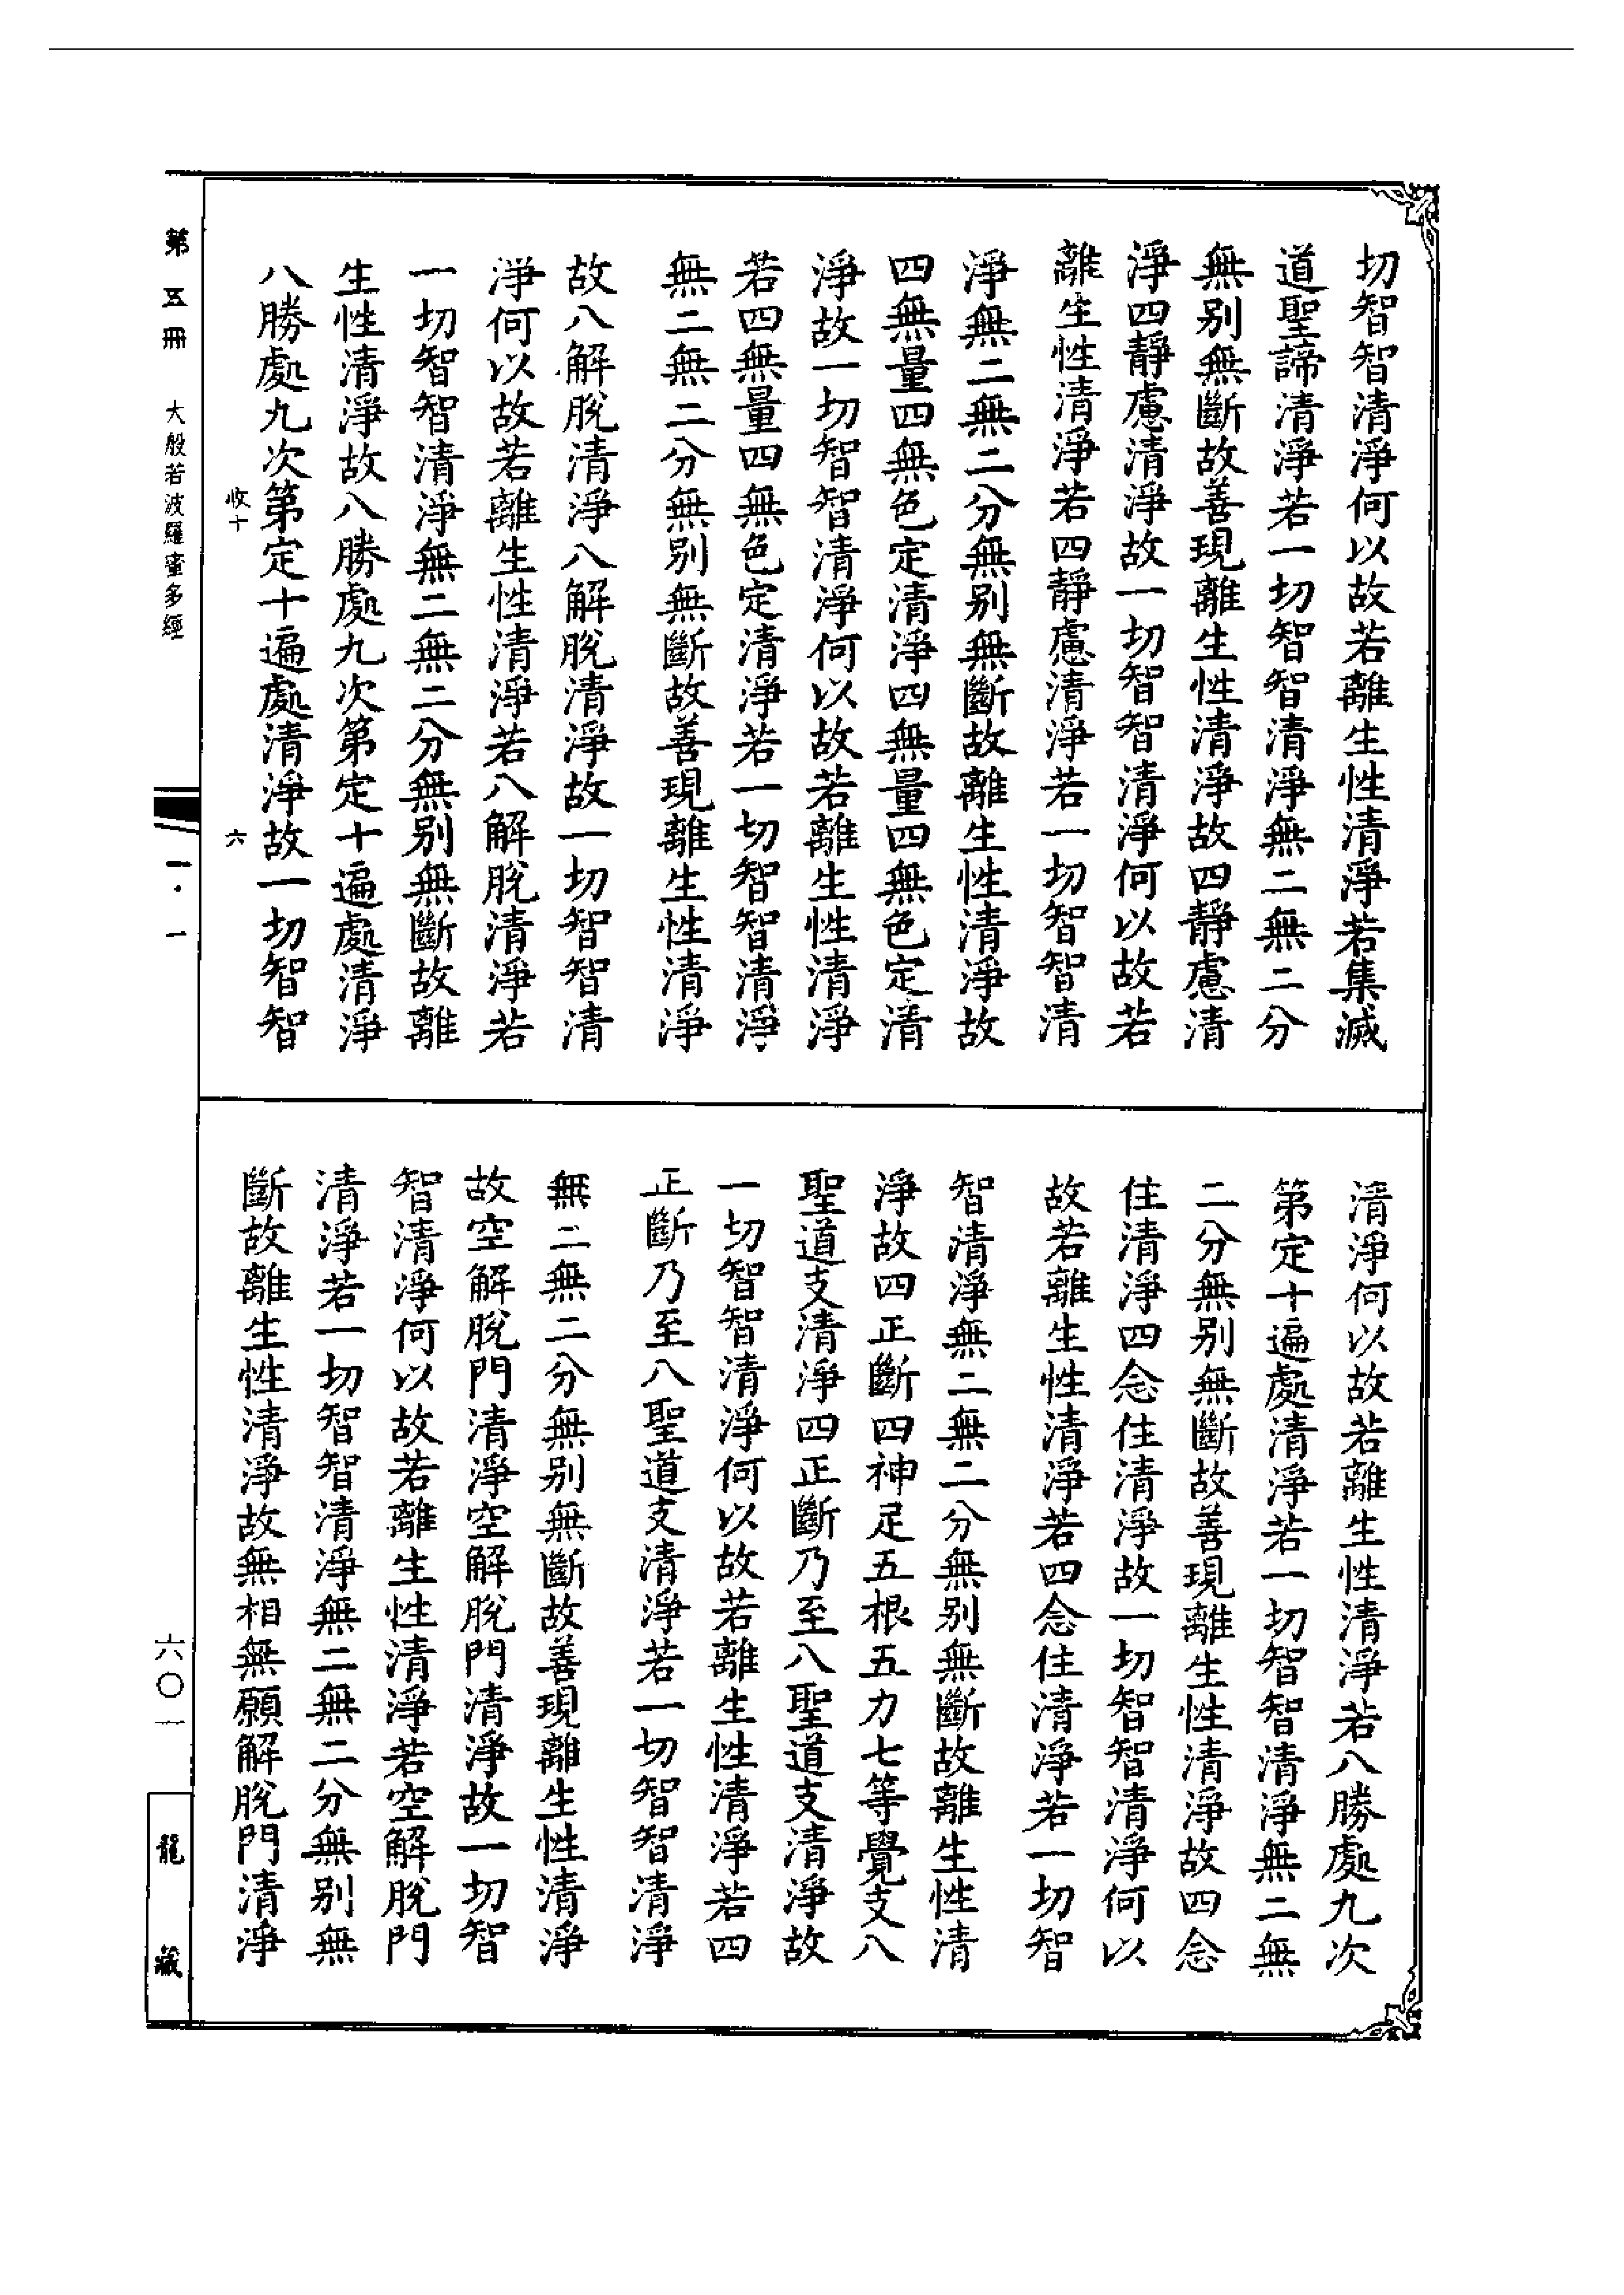 切智智清淨何以故若離生性清淨若集滅
道聖諦清淨若一切智智清淨無二無二分
無別無斷故善現離生性清淨故四靜慮清
淨四靜慮清淨故一切智智清淨何以故若
離生性清淨若四靜慮清淨若一切智智清
淨無二無二分無別無斷故離生性清淨故
四無量四無色定清淨四無量四無色定清
淨故一切智智清淨何以故若離生性清淨
若四無量四無色定清淨若一切智智清淨
無二無二分無別無斷故善現離生性清淨
故八解脫清淨八解脫清淨故一切智智清
淨何以故若離生性清淨若八解脫清淨若
一切智智清淨無二無二分無別無斷故離
生性清淨故八勝處九次第定十遍處清淨
八勝處九次第定十遍處清淨故一切智智
收十 六
清淨何以故若離生性清淨若八勝處九次
第定十遍處清淨若一切智智清淨無二無
二分無別無斷故善現離生性清淨故四念
住清淨四念住清淨故一切智智清淨何以
故若離生性清淨若四念住清淨若一切智
智清淨無二無二分無別無斷故離生性清
淨故四正斷四神足五根五力七等覺支八
聖道支清淨四正斷乃至八聖道支清淨故
一切智智清淨何以故若離生性清淨若四
正斷乃至八聖道支清淨若一切智智清淨
無二無二分無別無斷故善現離生性清淨
故空解脫門清淨空解脫門清淨故一切智
智清淨何以故若離生性清淨若空解脫門
清淨若一切智智清淨無二無二分無別無
斷故離生性清淨故無相無願解脫門清淨
第五冊 大般若波羅蜜多經 一·一 六〇一 龍藏